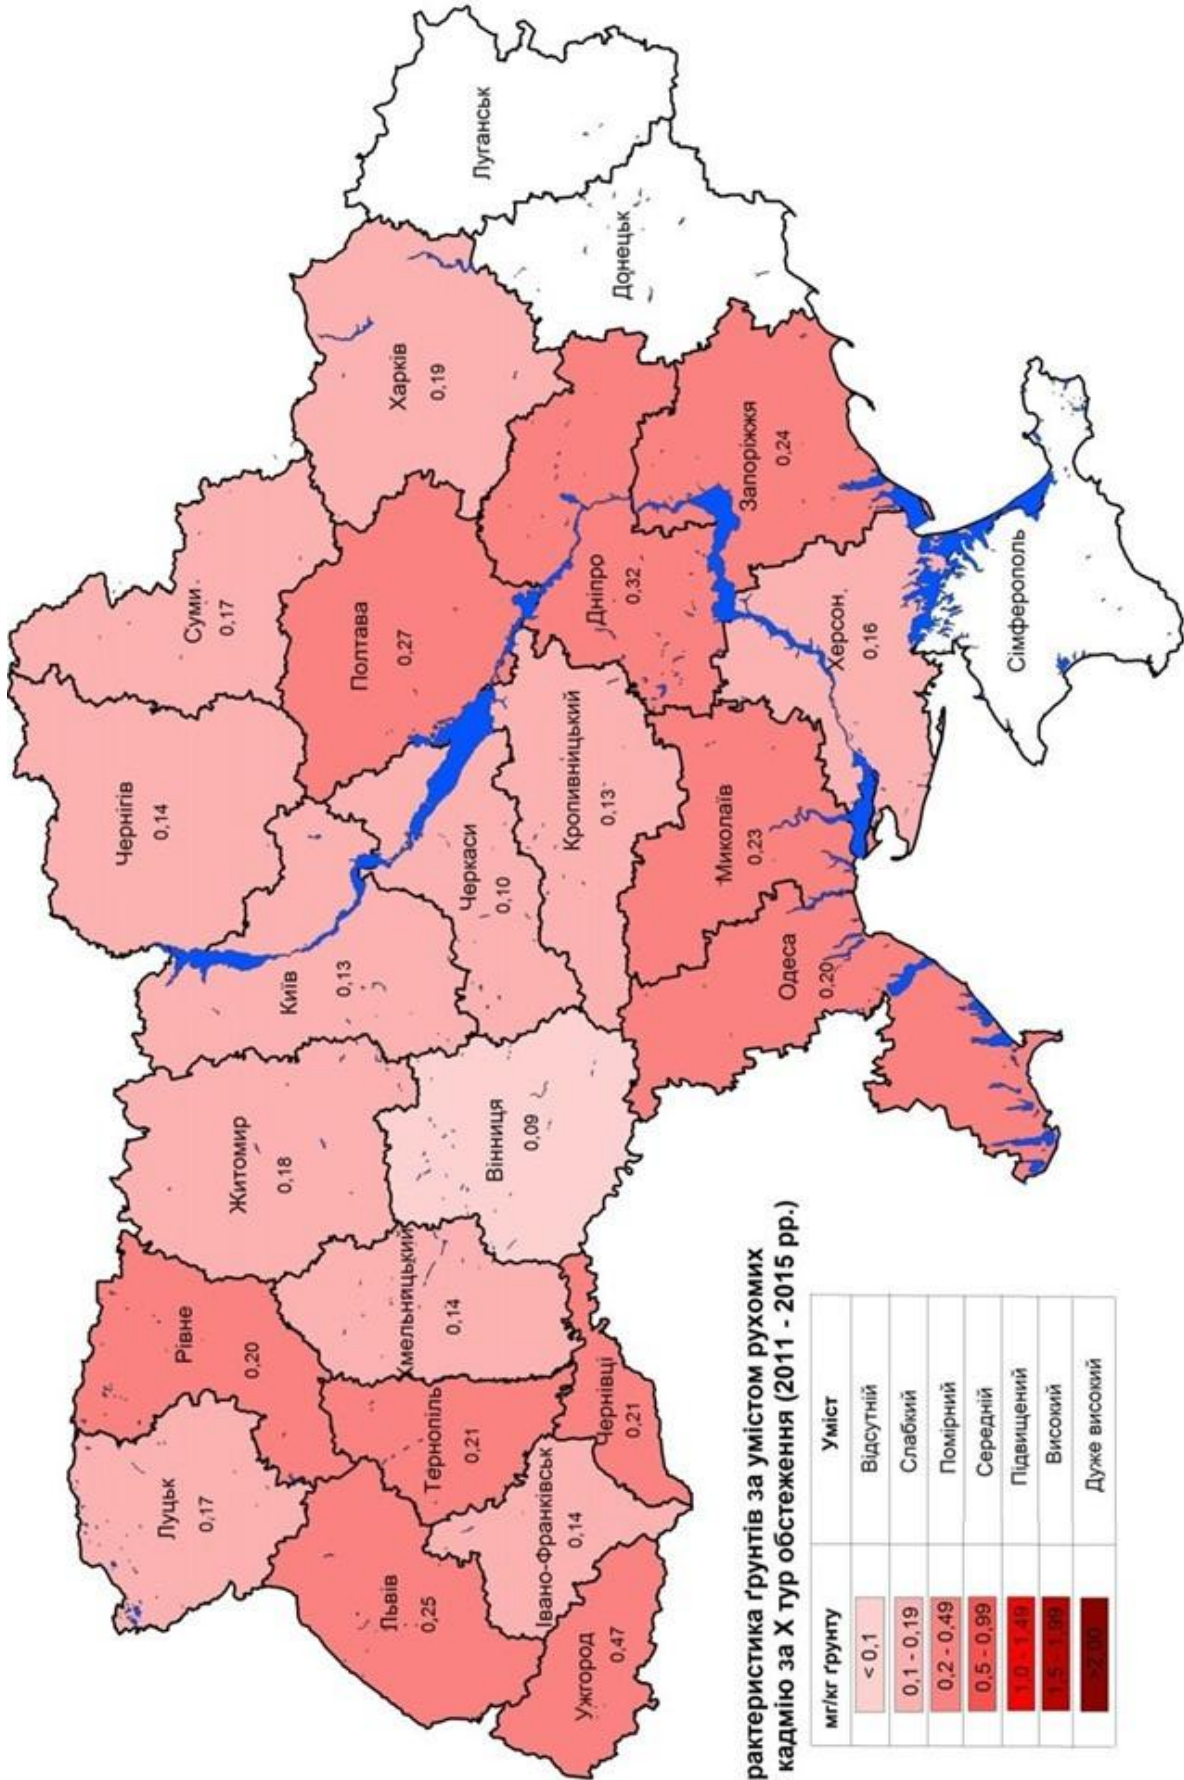 Луцьк
0,17
Рівне
0,20
Житомир
0,18
Київ
0,13
Чернігів
0,14
Суми
0,17
Львів
0,25
Тернопіль
0,21
Хмельницький
0,14
Вінниця
0,09
Черкаси
0,10
Полтава
0,27
Харків
0,19
Луганськ
Ужгород
0,47
Івано-Франківськ
0,14
Чернівці
0,21
Кропивницький
0,13
Дніпро
0,32
Донецьк
Одеса
0,20
Миколаїв
0,23
Херсон
0,16
Запоріжжя
0,24
Сімферополь
рактеристика ґрунтів за умістом рухомих
кадмію за X тур обстеження (2011 - 2015 рр.)
мг/кг ґрунту Уміст
< 0,1 Відсутній
0,1 - 0,19 Слабкий
0,2 - 0,49 Помірний
0,5 - 0,99 Середній
1,0 - 1,49 Підвищений
1,5 - 1,99 Високий
>2,00 Дуже високий